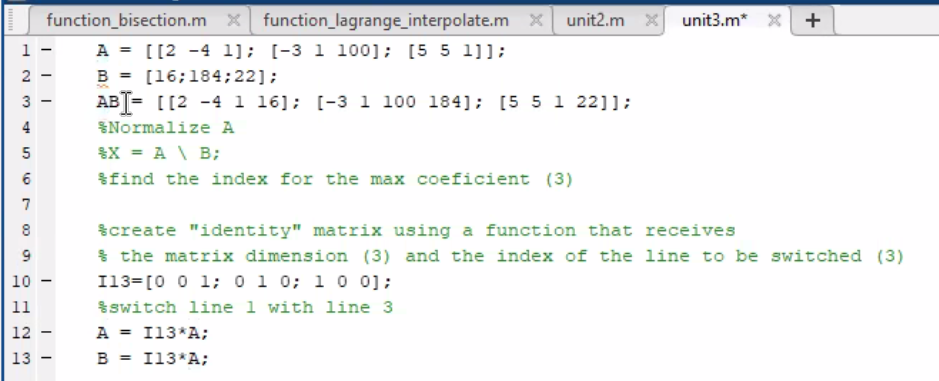 function_bisection.m × function_lagrange_interpolate.m × unit2.m × unit3.m* × +
1 – A = [[2 -4 1]; [-3 1 100]; [5 5 1]];
2 – B = [16;184;22];
3 – AB = [[2 -4 1 16]; [-3 1 100 184]; [5 5 1 22]];
4 %Normalize A
5 %X = A \ B;
6 %find the index for the max coeficient (3)
7
8 %create "identity" matrix using a function that receives
9 % the matrix dimension (3) and the index of the line to be switched (3)
10 – I13=[0 0 1; 0 1 0; 1 0 0];
11 %switch line 1 with line 3
12 – A = I13*A;
13 – B = I13*A;